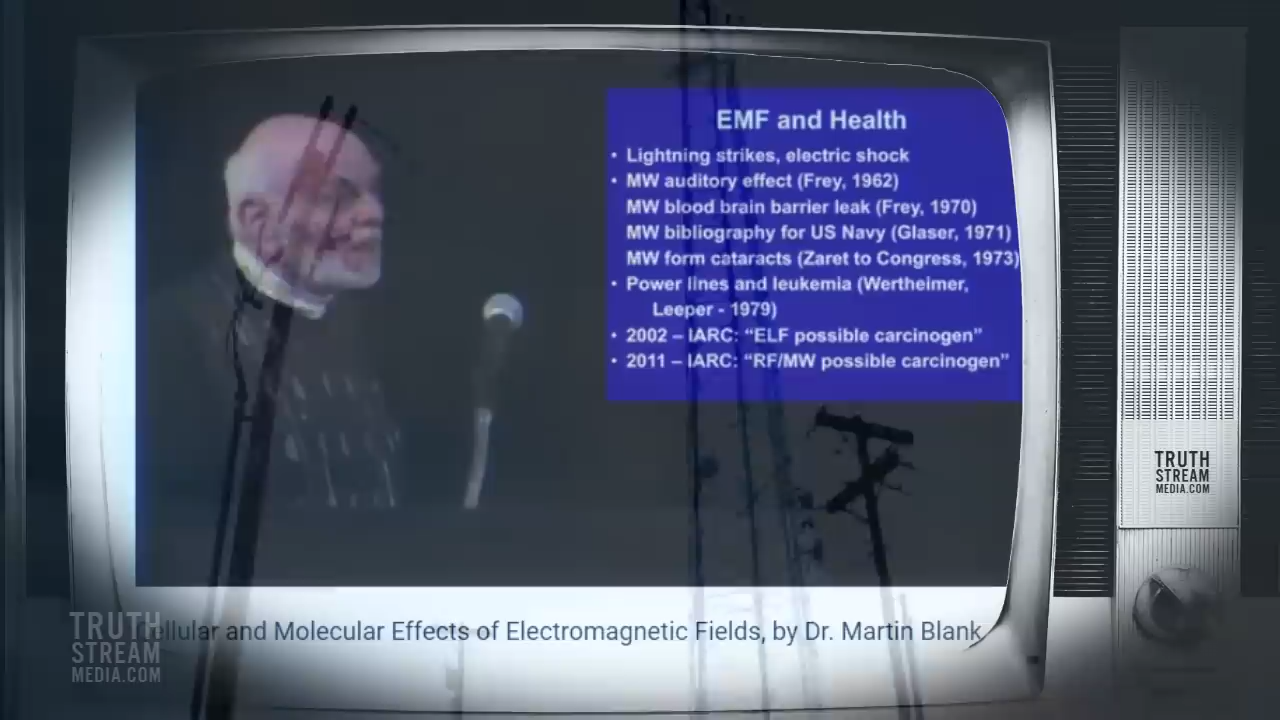 EMF and Health
• Lightning strikes, electric shock
• MW auditory effect (Frey, 1962)
MW blood brain barrier leak (Frey, 1970)
MW bibliography for US Navy (Glaser, 1971)
MW form cataracts (Zaret to Congress, 1973)
• Power lines and leukemia (Wertheimer,
Leeper - 1979)
• 2002 – IARC: “ELF possible carcinogen”
• 2011 – IARC: “RF/MW possible carcinogen”
TRUTH
STREAM
MEDIA.COM
and Molecular Effects of Electromagnetic Fields, by Dr. Martin Blank
TRUTH
STREAM
MEDIA.COM